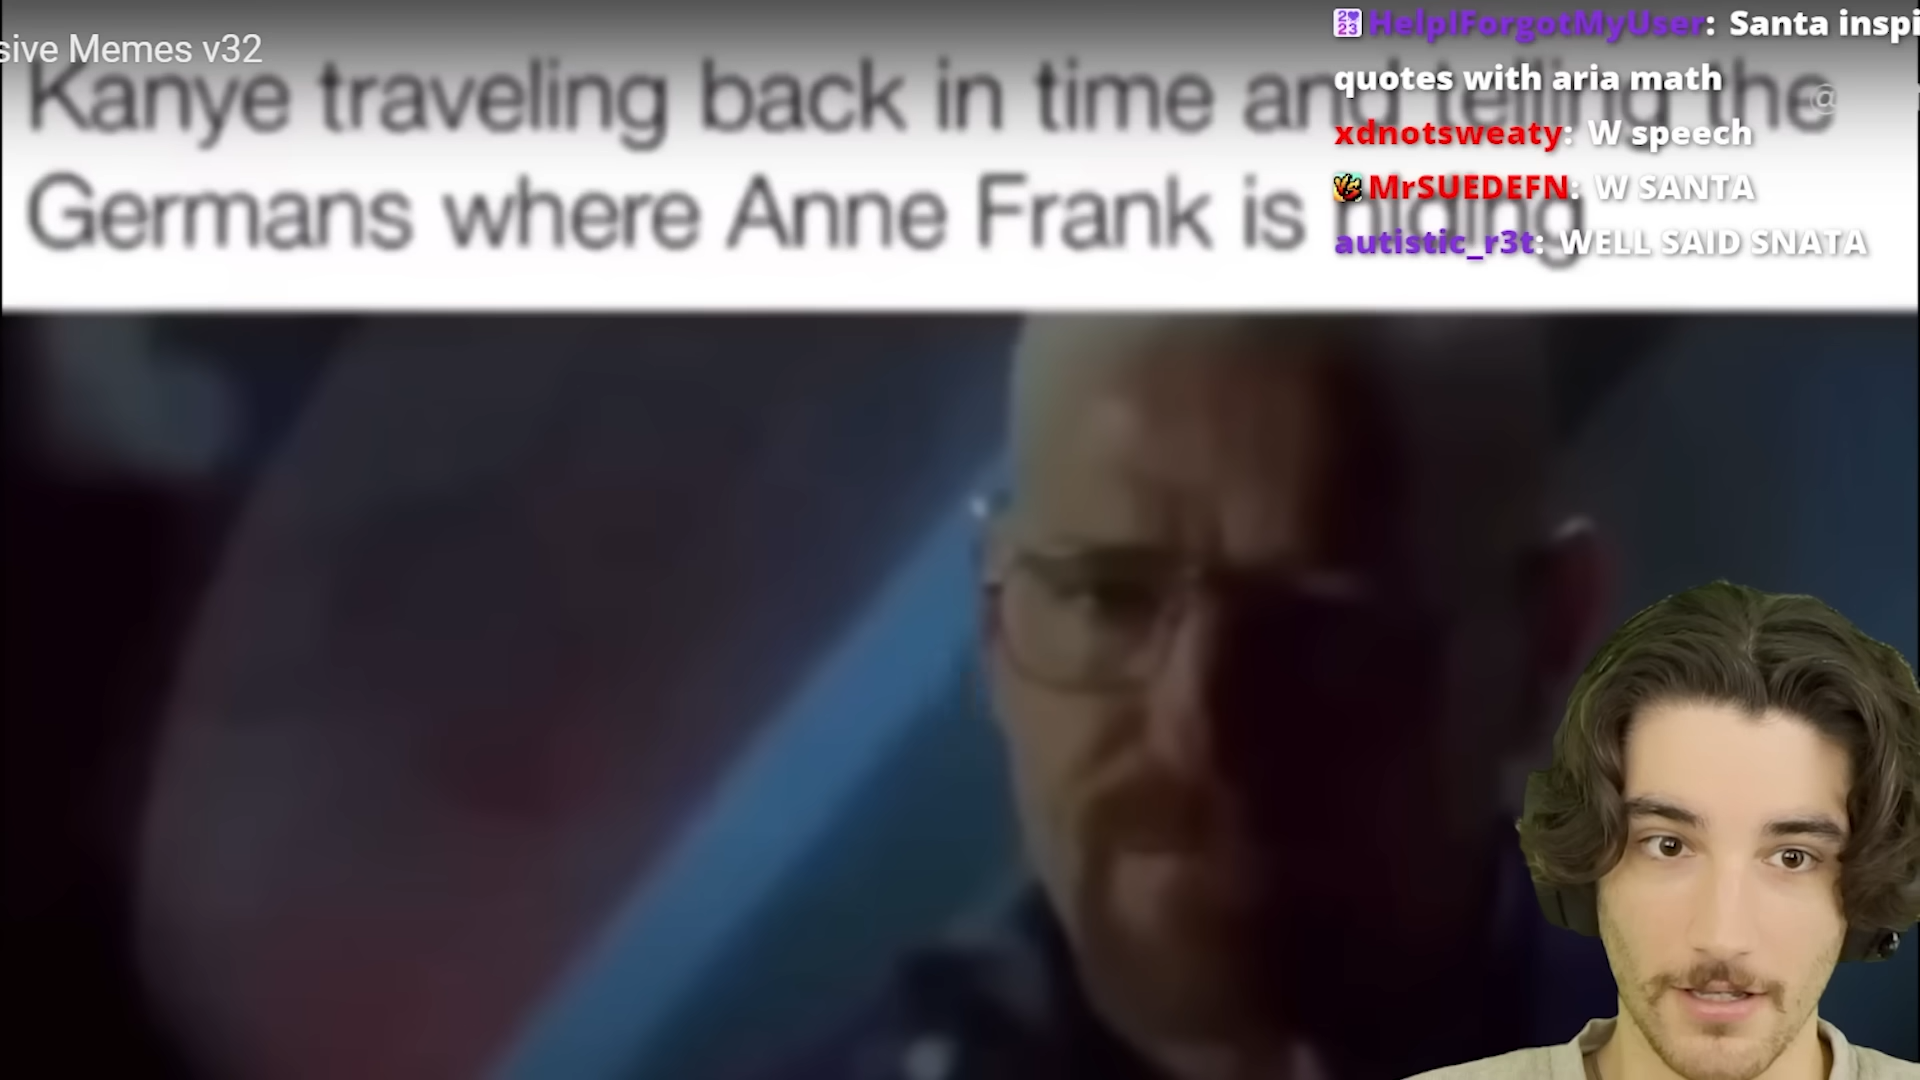 sive Memes v32
Kanye traveling back in time and telling the
Germans where Anne Frank is hiding
@
HelpIForgotMyUser: Santa inspi
quotes with aria math
xdnotsweaty: W speech
MrSUEDEFN: W SANTA
autistic_r3t: WELL SAID SNATA